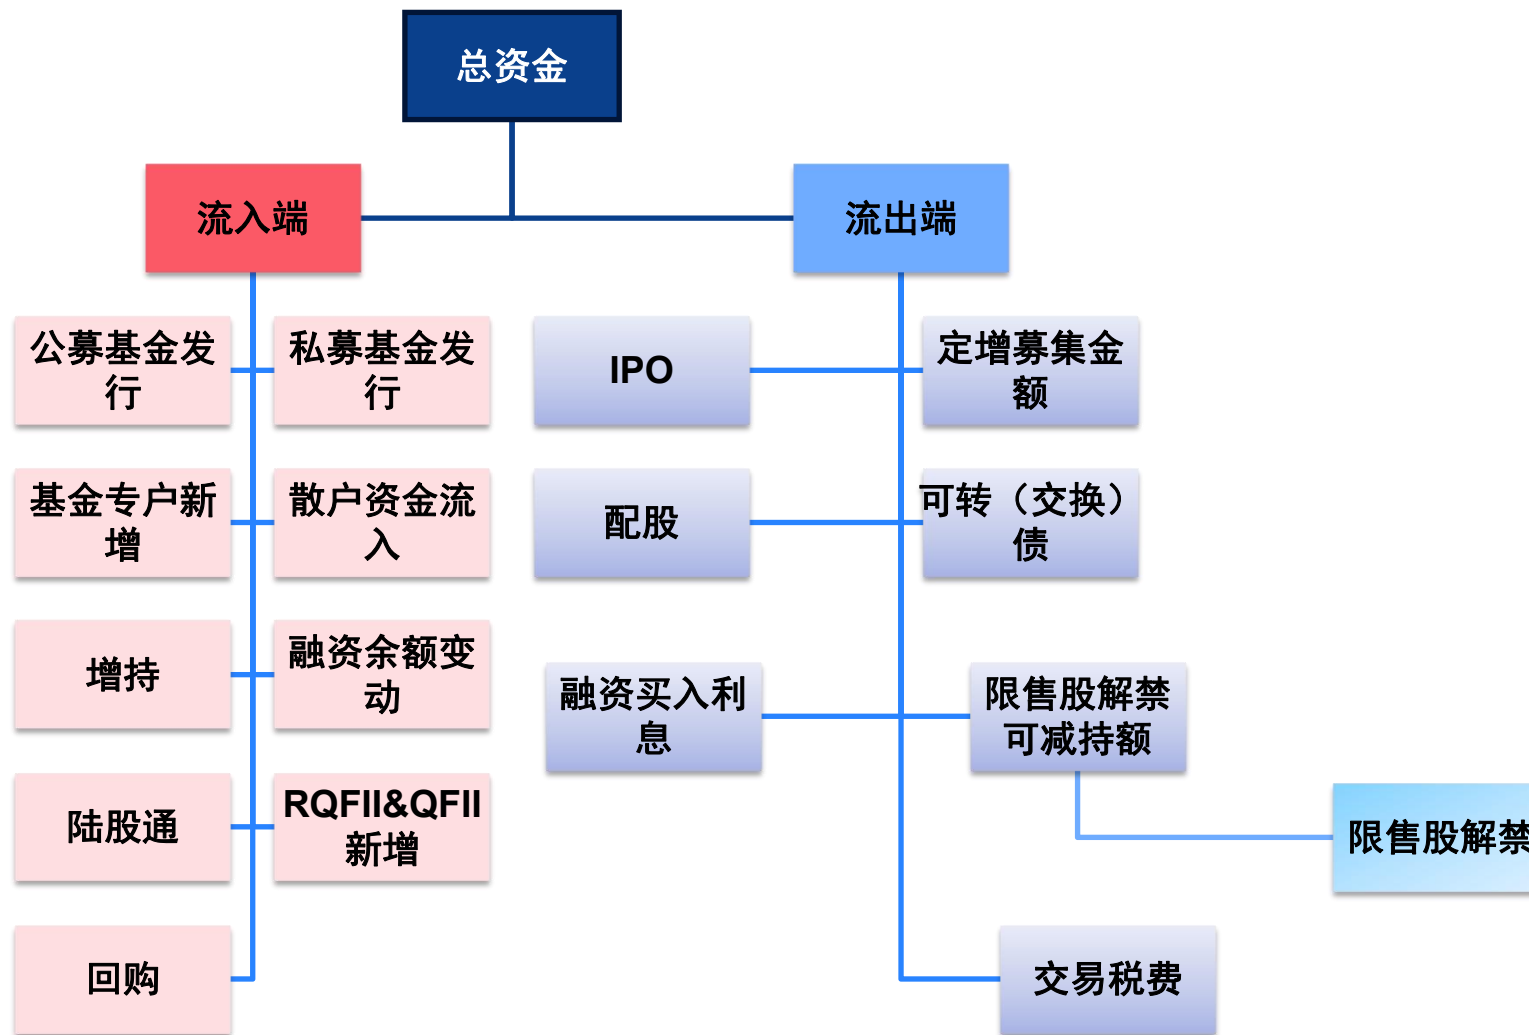 总资金
流入端
流出端
公募基金发
行
私募基金发
行
IPO
定增募集金
额
基金专户新
增
散户资金流
入
配股
可转（交换）
债
增持
融资余额变
动
融资买入利
息
限售股解禁
可减持额
陆股通
RQFII&QFII
新增
限售股解禁
回购
交易税费